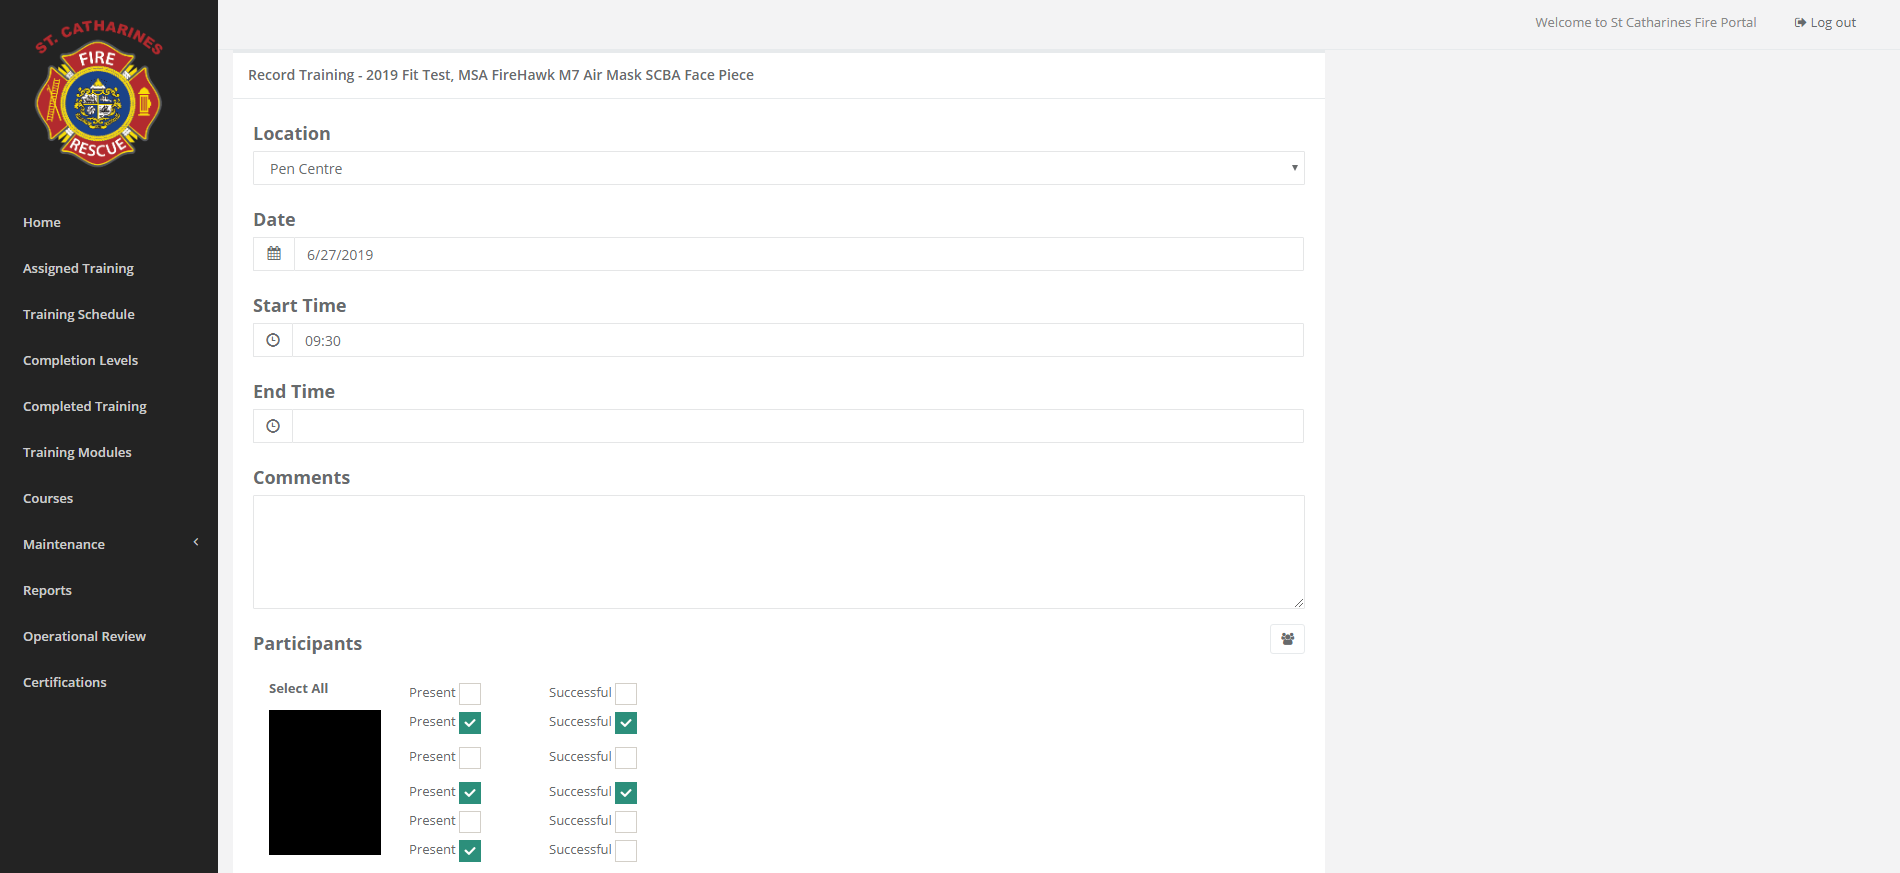 ST. CATHARINES
FIRE
RESCUE
Home
Assigned Training
Training Schedule
Completion Levels
Completed Training
Training Modules
Courses
Maintenance
Reports
Operational Review
Certifications
Welcome to St Catharines Fire Portal
Log out
Record Training - 2019 Fit Test, MSA FireHawk M7 Air Mask SCBA Face Piece
Location
Pen Centre
Date
6/27/2019
Start Time
09:30
End Time
Comments
Participants
Select All Present Successful
Present Successful
Present Successful
Present Successful
Present Successful
Present Successful